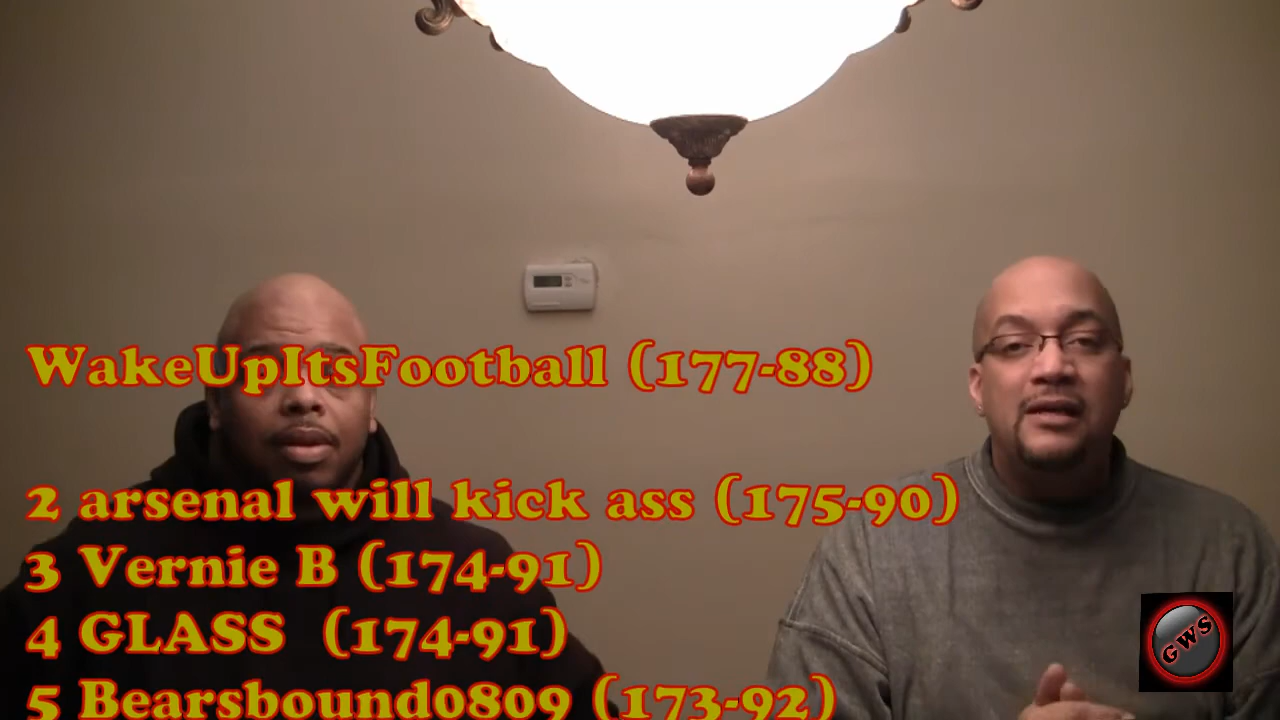 WakeUpItsFootball (177-88)
2 arsenal will kick ass (175-90)
3 Vernie B (174-91)
4 GLASS (174-91)
5 Bearsbound0809 (173-92)
GWS